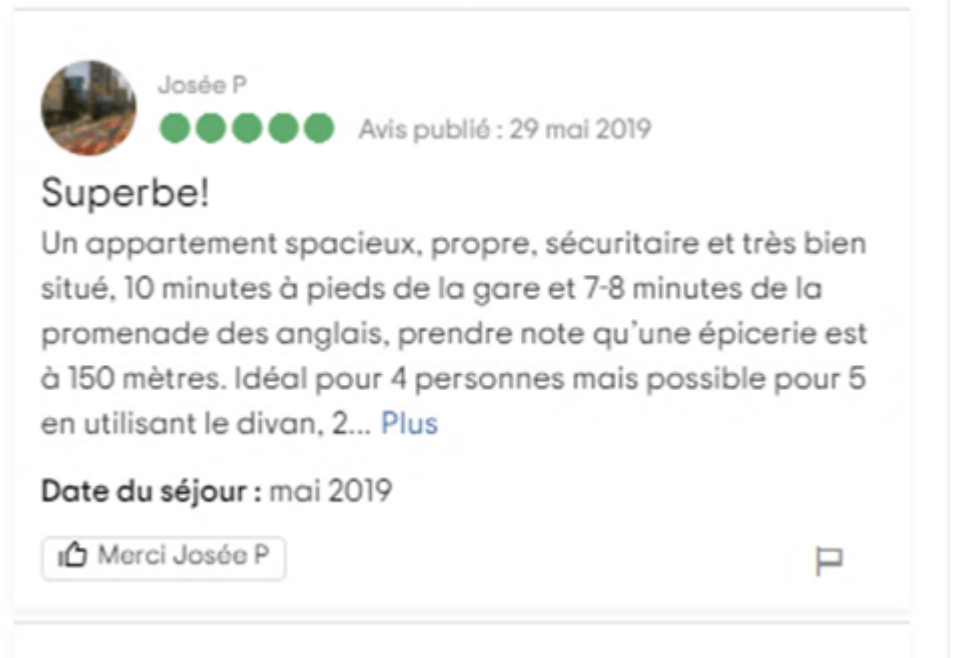 Josée P
Avis publié : 29 mai 2019
Superbe!
Un appartement spacieux, propre, sécuritaire et très bien
situé, 10 minutes à pieds de la gare et 7-8 minutes de la
promenade des anglais, prendre note qu'une épicerie est
à 150 mètres. Idéal pour 4 personnes mais possible pour 5
en utilisant le divan, 2... Plus
Date du séjour : mai 2019
Merci Josée P